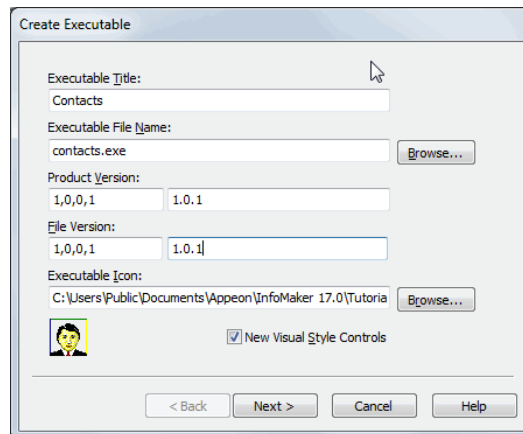 Create Executable
Executable Title:
Contacts
Executable File Name:
contacts.exe
Browse...
Product Version:
1,0,0,1 1.0.1
File Version:
1,0,0,1 1.0.1
Executable Icon:
C:\Users\Public\Documents\Appeon\InfoMaker 17.0\Tutoria
Browse...
New Visual Style Controls
< Back Next > Cancel Help